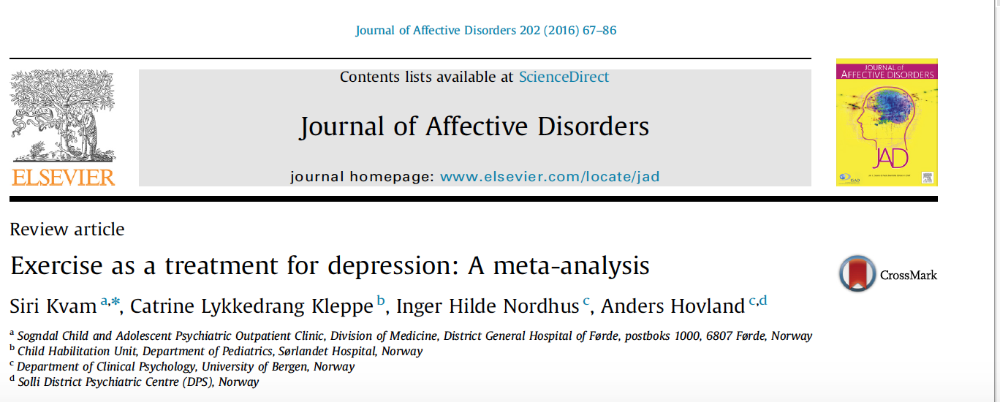 Journal of Affective Disorders 202 (2016) 67–86
Contents lists available at ScienceDirect
Journal of Affective Disorders
journal homepage: www.elsevier.com/locate/jad
NON SOLUS
ELSEVIER
JOURNAL of
AFFECTIVE DISORDERS
JAD
Review article
Exercise as a treatment for depression: A meta-analysis
CrossMark
Siri Kvam a,*, Catrine Lykkedrang Kleppe b, Inger Hilde Nordhus c, Anders Hovland c,d
a Sogndal Child and Adolescent Psychiatric Outpatient Clinic, Division of Medicine, District General Hospital of Førde, postboks 1000, 6807 Førde, Norway
b Child Habilitation Unit, Department of Pediatrics, Sørlandet Hospital, Norway
c Department of Clinical Psychology, University of Bergen, Norway
d Solli District Psychiatric Centre (DPS), Norway